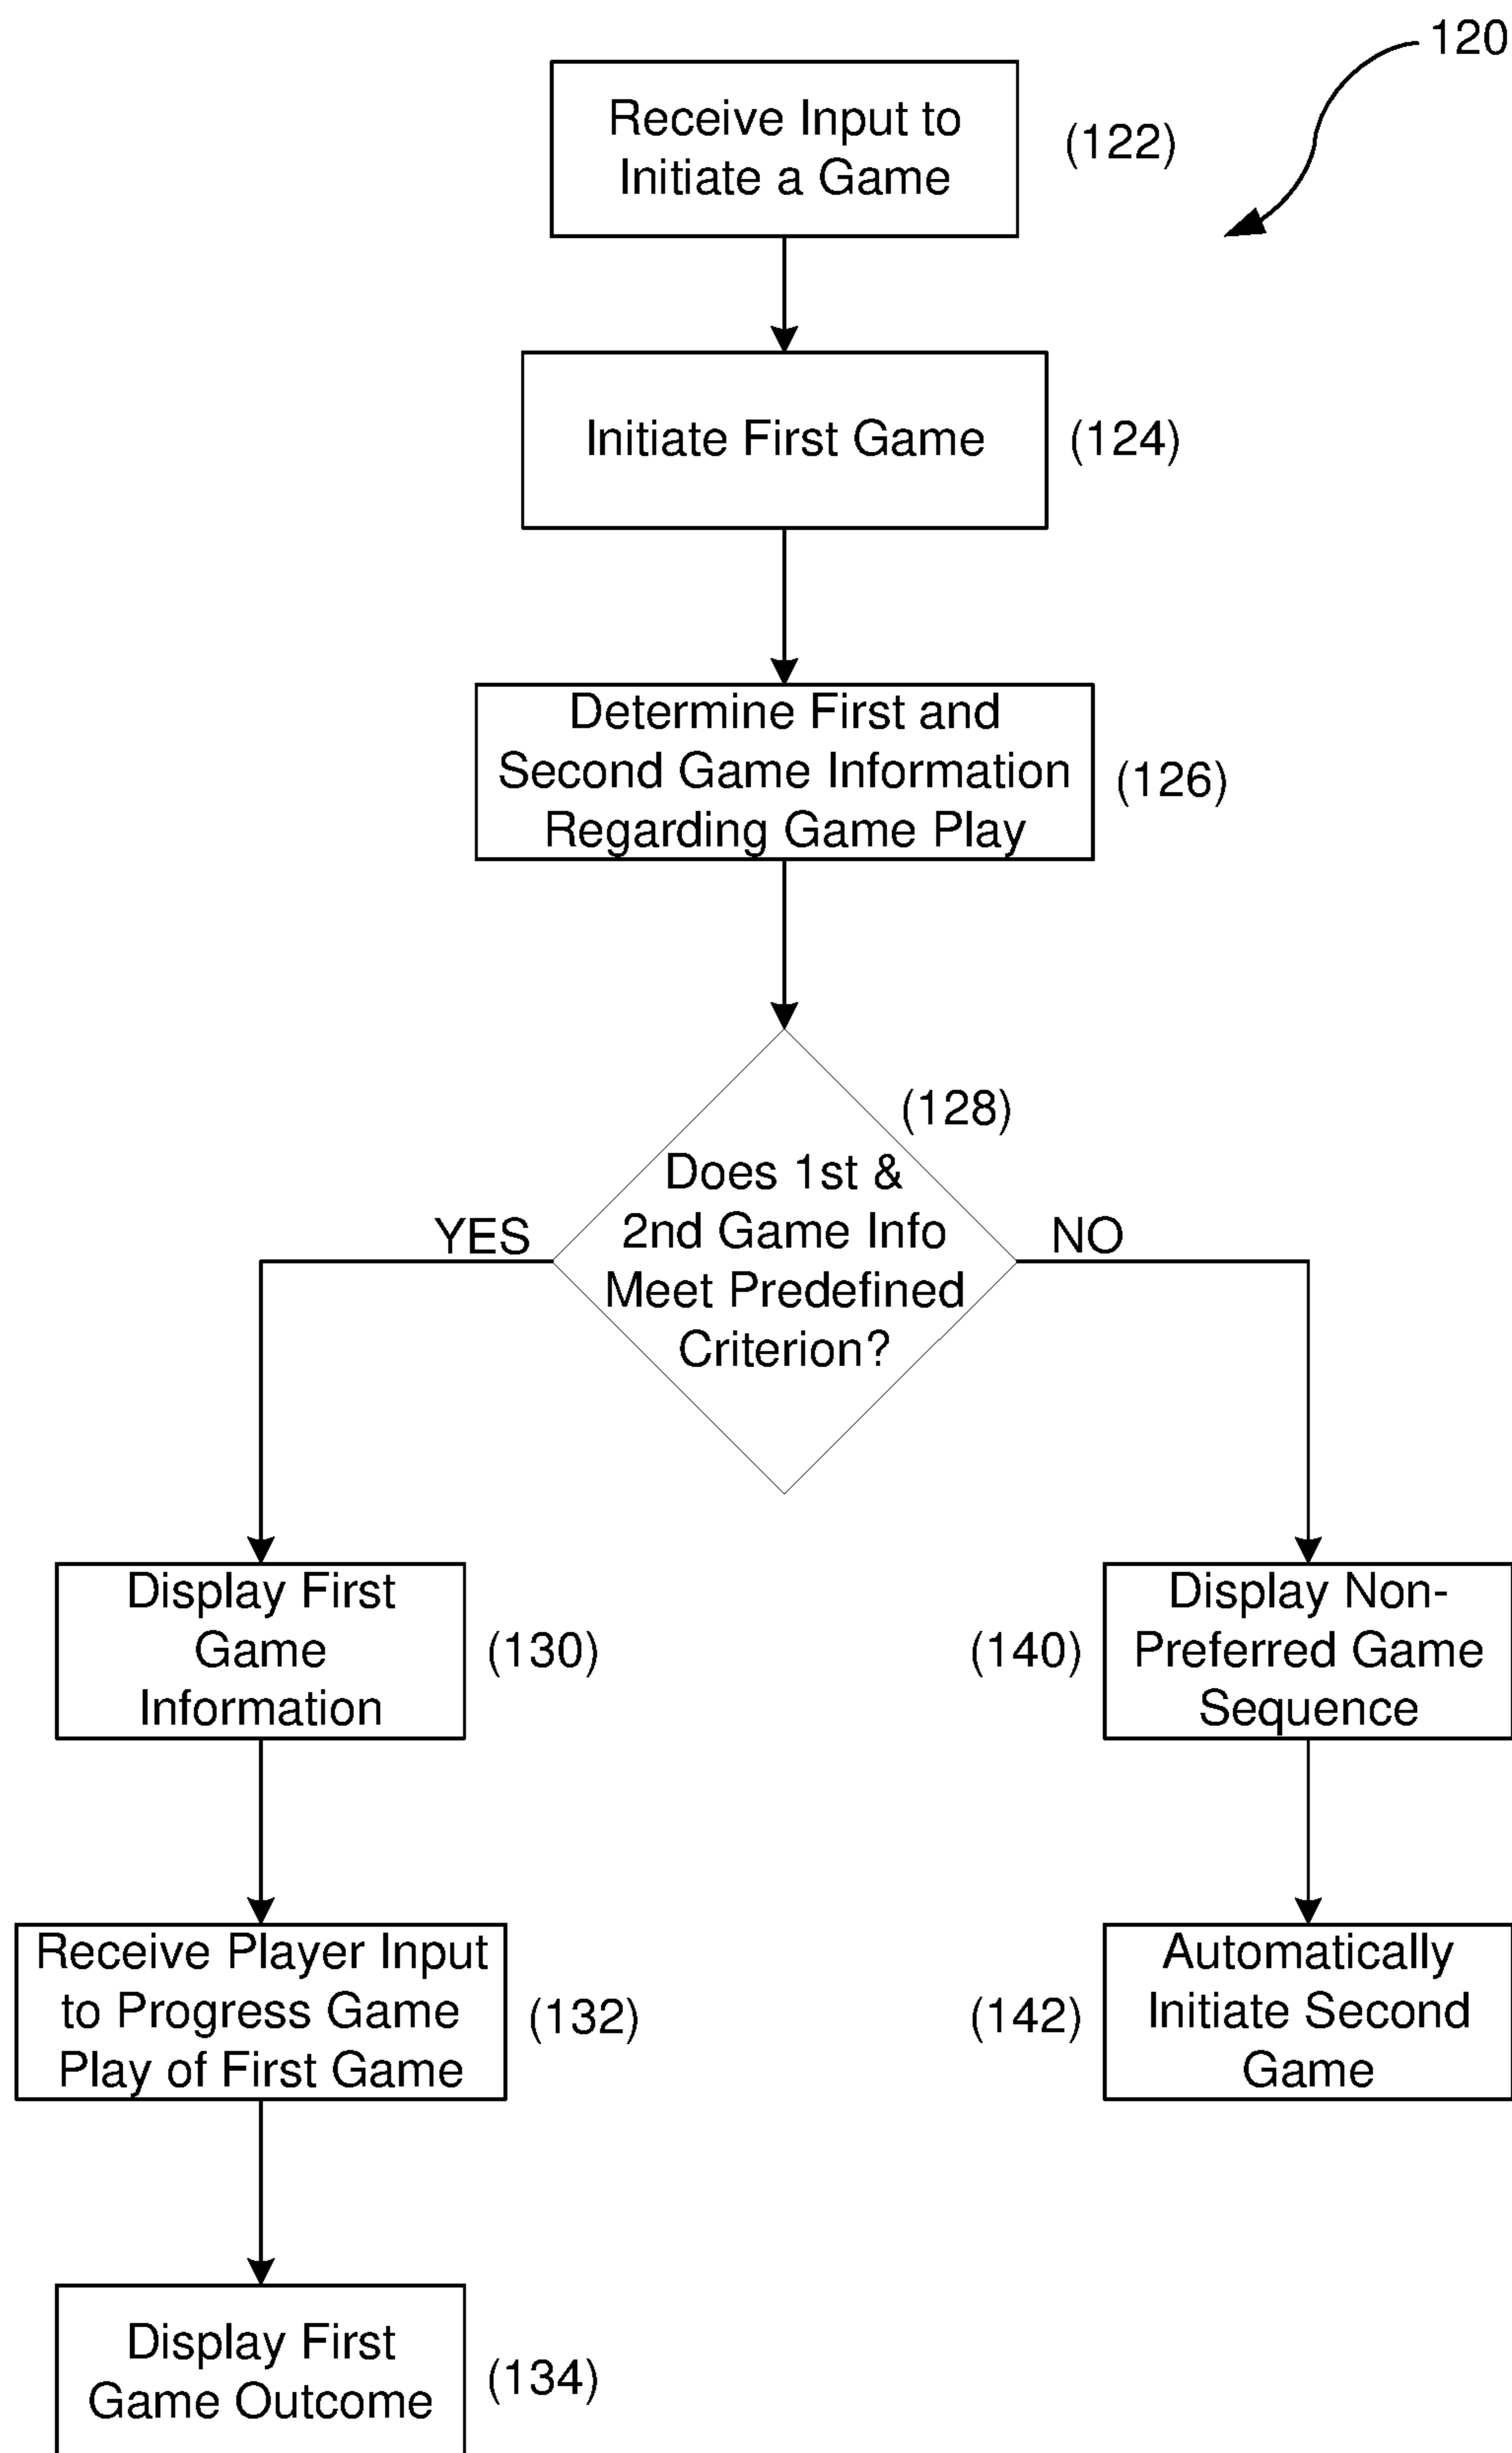 120
Receive Input to
Initiate a Game
(122)
Initiate First Game
(124)
Determine First and
Second Game Information
Regarding Game Play
(126)
(128)
Does 1st &
2nd Game Info
Meet Predefined
Criterion?
YES
NO
Display First
Game
Information
(130)
Display Non-
Preferred Game
Sequence
(140)
Receive Player Input
to Progress Game
Play of First Game
(132)
Automatically
Initiate Second
Game
(142)
Display First
Game Outcome
(134)